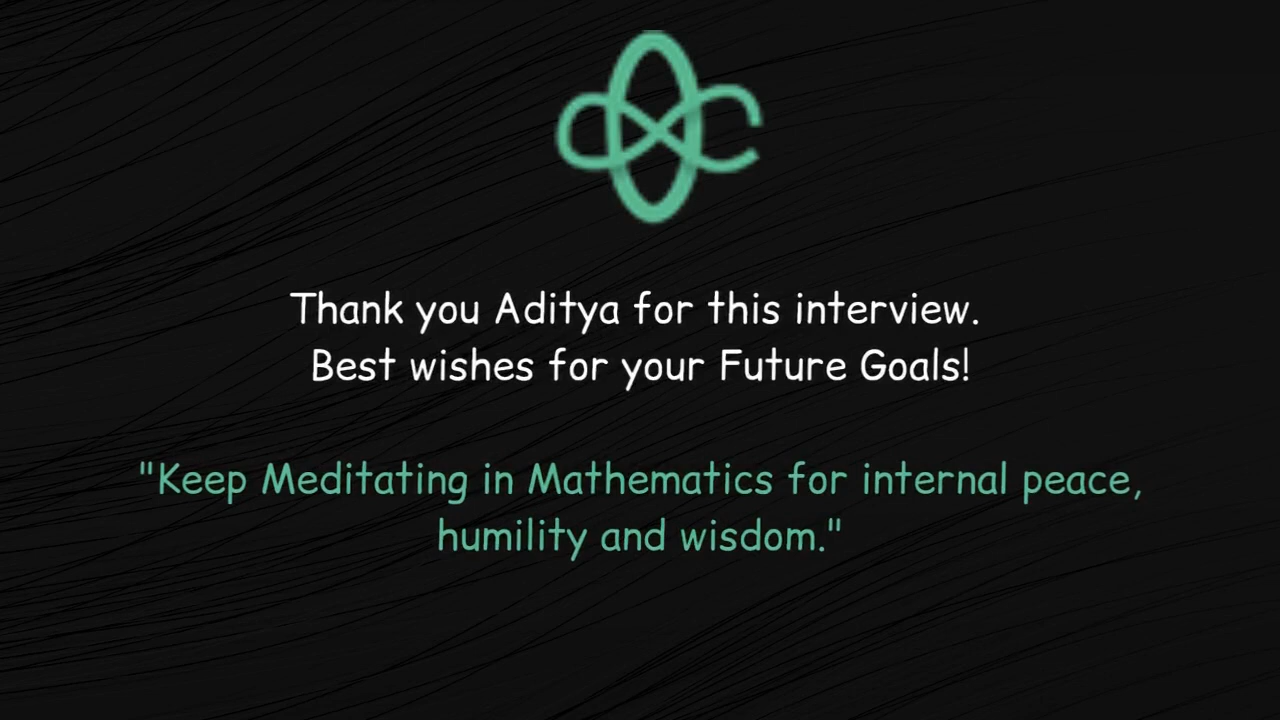 Thank you Aditya for this interview.
Best wishes for your Future Goals!
"Keep Meditating in Mathematics for internal peace,
humility and wisdom."